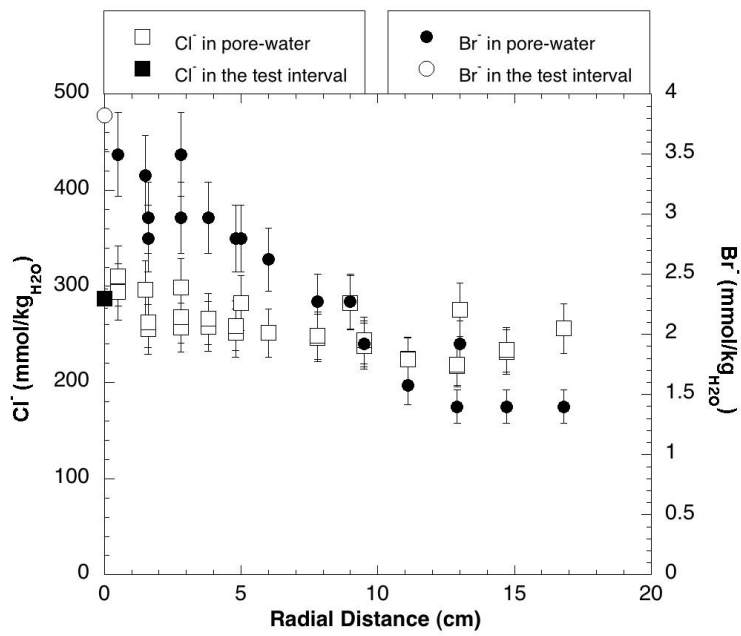 Cl⁻ in pore-water
Cl⁻ in the test interval
Br⁻ in pore-water
Br⁻ in the test interval
500
400
300
200
100
0
Cl⁻ (mmol/kg_H2O)
4
3.5
3
2.5
2
1.5
1
0.5
0
Br⁻ (mmol/kg_H2O)
0
5
10
15
20
Radial Distance (cm)